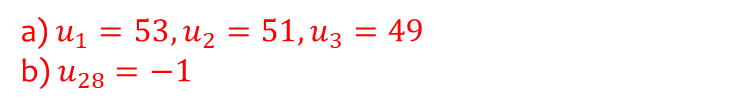 a) u₁ = 53, u₂ = 51, u₃ = 49
b) u₂₈ = −1